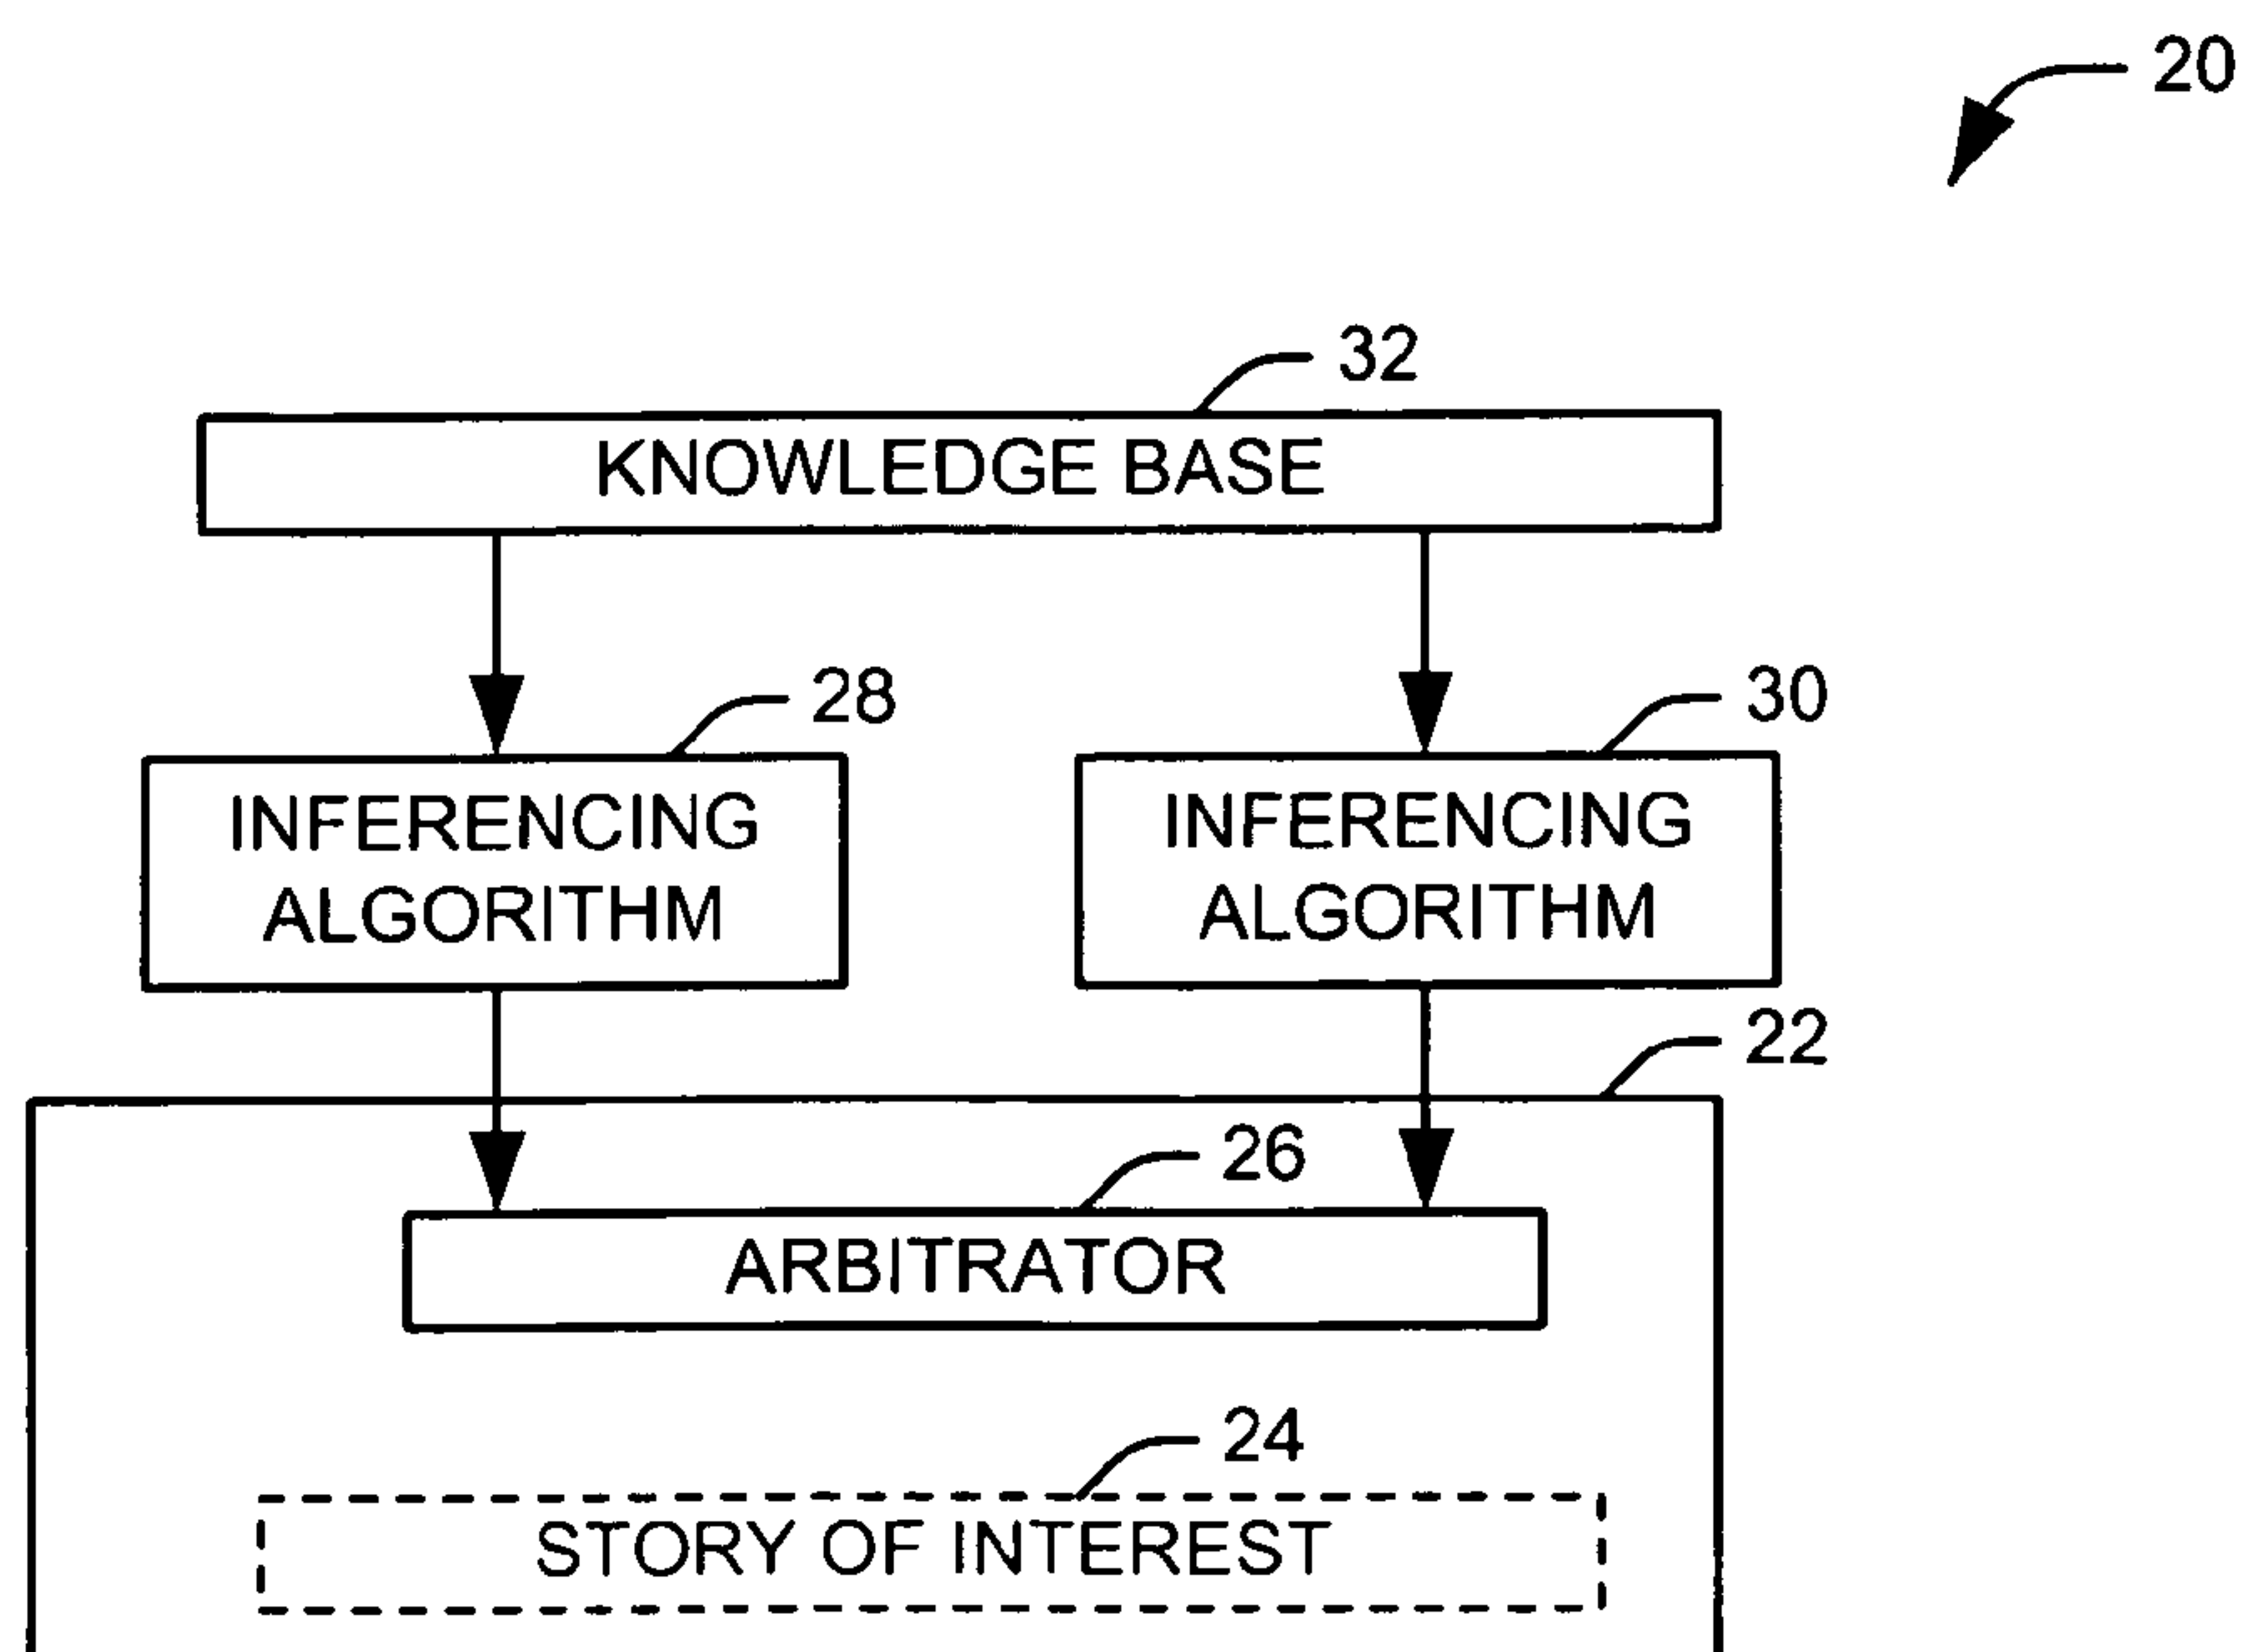 20
32
KNOWLEDGE BASE
28
30
INFERENCING
ALGORITHM
INFERENCING
ALGORITHM
22
26
ARBITRATOR
24
STORY OF INTEREST